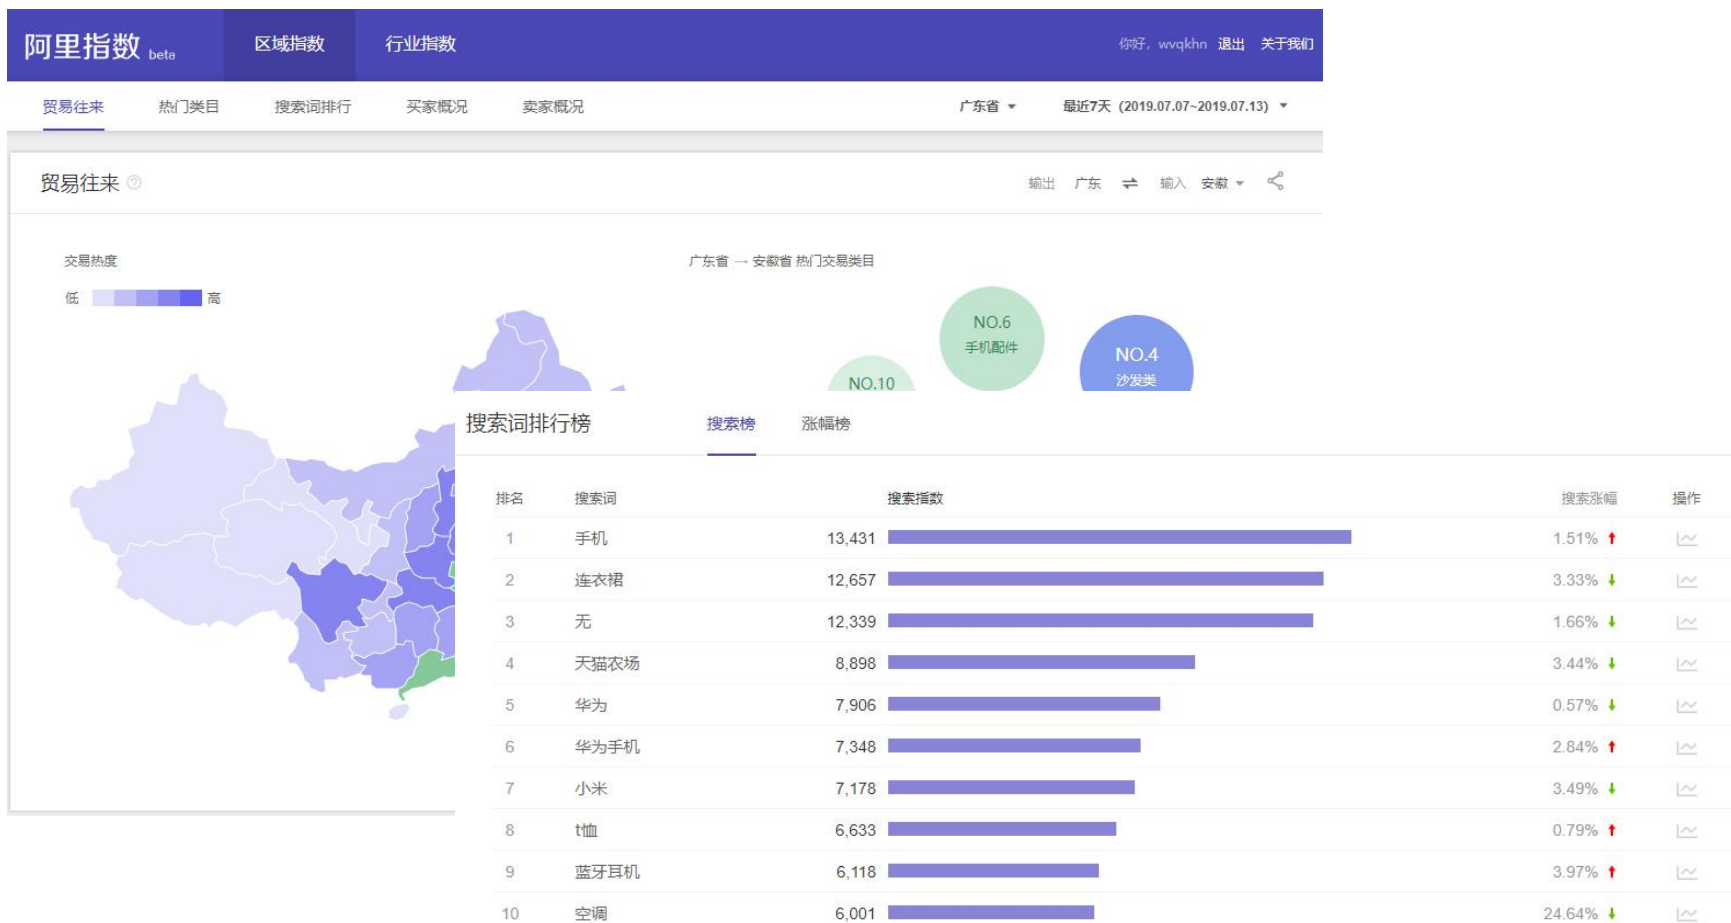 阿里指数 beta 区域指数 行业指数 你好，wvqkhn 退出 关于我们
贸易往来 热门类目 搜索词排行 买家概况 卖家概况 广东省 最近7天 (2019.07.07~2019.07.13)
贸易往来 ? 输出 广东 ⇌ 输入 安徽
交易热度 广东省 → 安徽省 热门交易类目
低 高
NO.6
手机配件
NO.4
沙发类
NO.10
搜索词排行榜 搜索榜 涨幅榜
排名 搜索词 搜索指数 搜索涨幅 操作
1 手机 13,431 1.51% ↑
2 连衣裙 12,657 3.33% ↓
3 无 12,339 1.66% ↓
4 天猫农场 8,898 3.44% ↓
5 华为 7,906 0.57% ↓
6 华为手机 7,348 2.84% ↑
7 小米 7,178 3.49% ↓
8 t恤 6,633 0.79% ↑
9 蓝牙耳机 6,118 3.97% ↑
10 空调 6,001 24.64% ↓